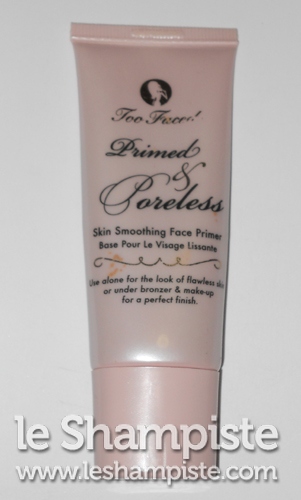 Too Faced
Primed
&
Poreless
Skin Smoothing Face Primer
Base Pour Le Visage Lissante
Use alone for the look of flawless skin
or under bronzer & make-up
for a perfect finish.
le Shampiste
www.leshampiste.com